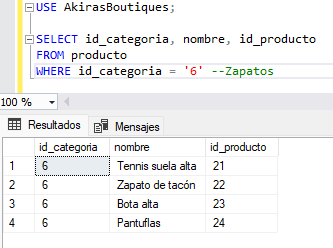 USE AkirasBoutiques;
SELECT id_categoria, nombre, id_producto
FROM producto
WHERE id_categoria = '6' --Zapatos
100 %
Resultados Mensajes
id_categoria nombre id_producto
1 6 Tennis suela alta 21
2 6 Zapato de tacón 22
3 6 Bota alta 23
4 6 Pantuflas 24